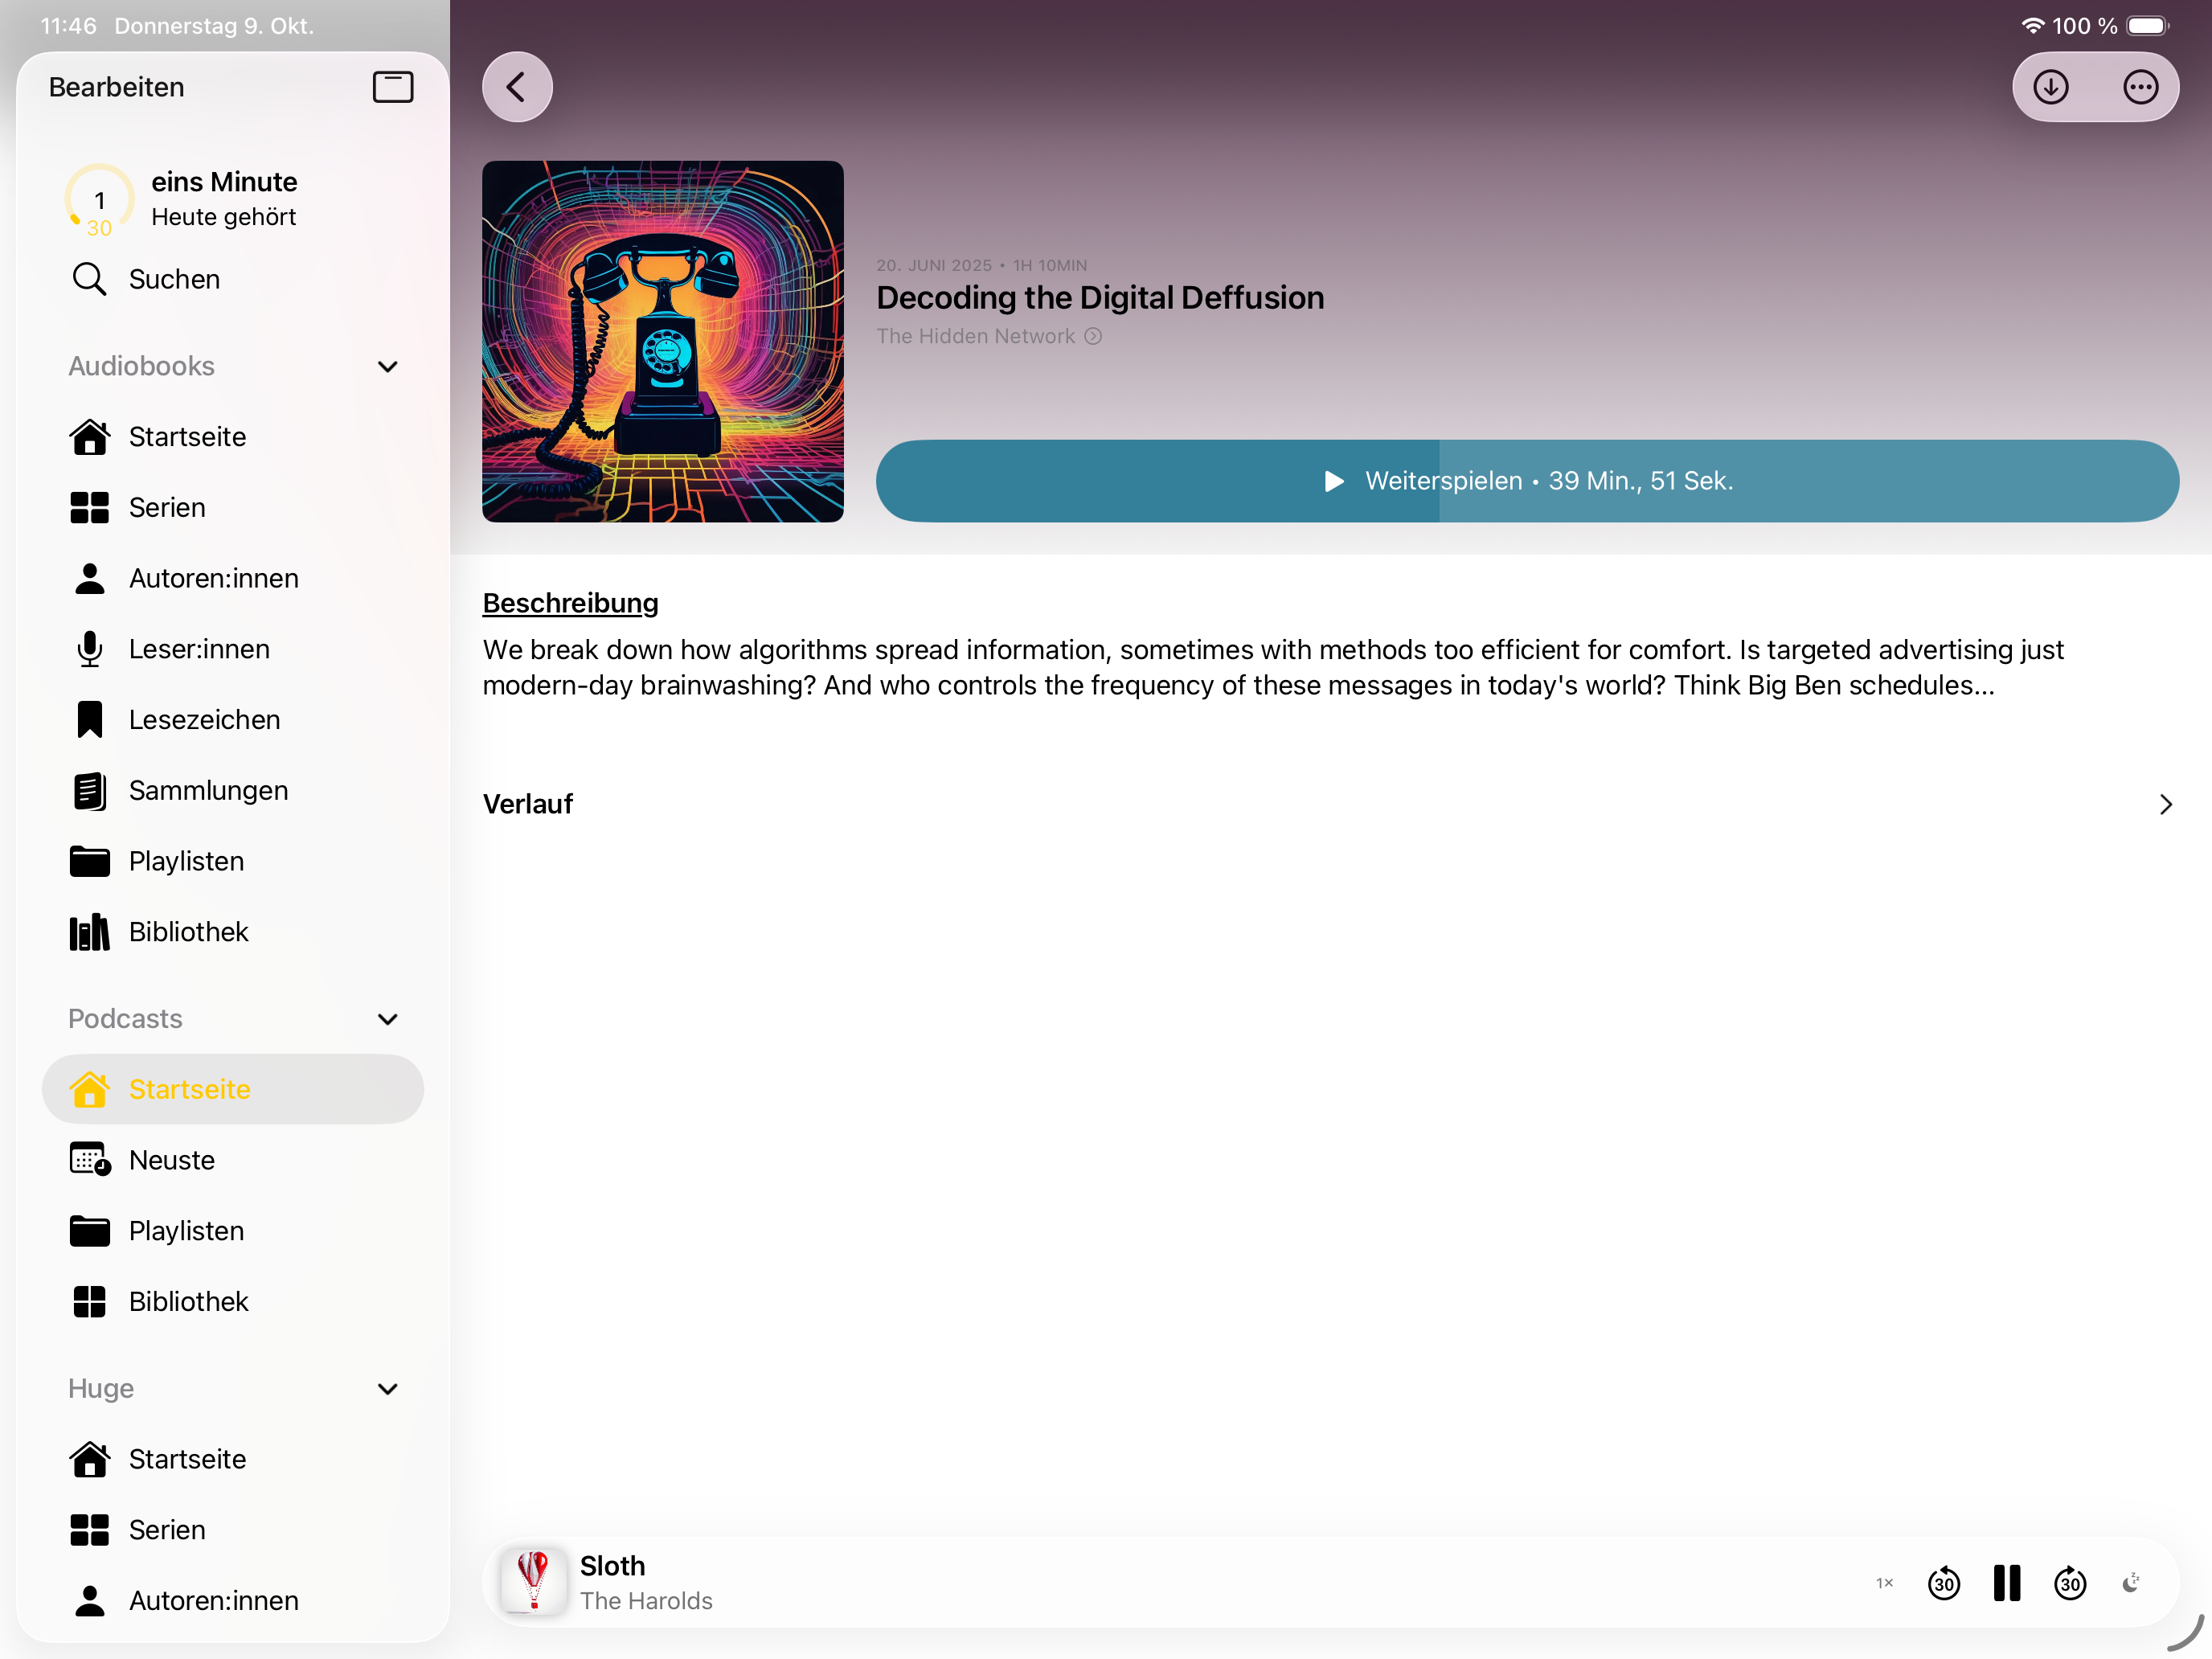 11:46 Donnerstag 9. Okt.
100 %
Bearbeiten
1
30
eins Minute
Heute gehört
Suchen
Audiobooks
Startseite
Serien
Autoren:innen
Leser:innen
Lesezeichen
Sammlungen
Playlisten
Bibliothek
Podcasts
Startseite
Neuste
Playlisten
Bibliothek
Huge
Startseite
Serien
Autoren:innen
20. JUNI 2025 • 1H 10MIN
Decoding the Digital Deffusion
The Hidden Network
Weiterspielen • 39 Min., 51 Sek.
Beschreibung
We break down how algorithms spread information, sometimes with methods too efficient for comfort. Is targeted advertising just
modern-day brainwashing? And who controls the frequency of these messages in today's world? Think Big Ben schedules...
Verlauf
Sloth
The Harolds
1×
30
30